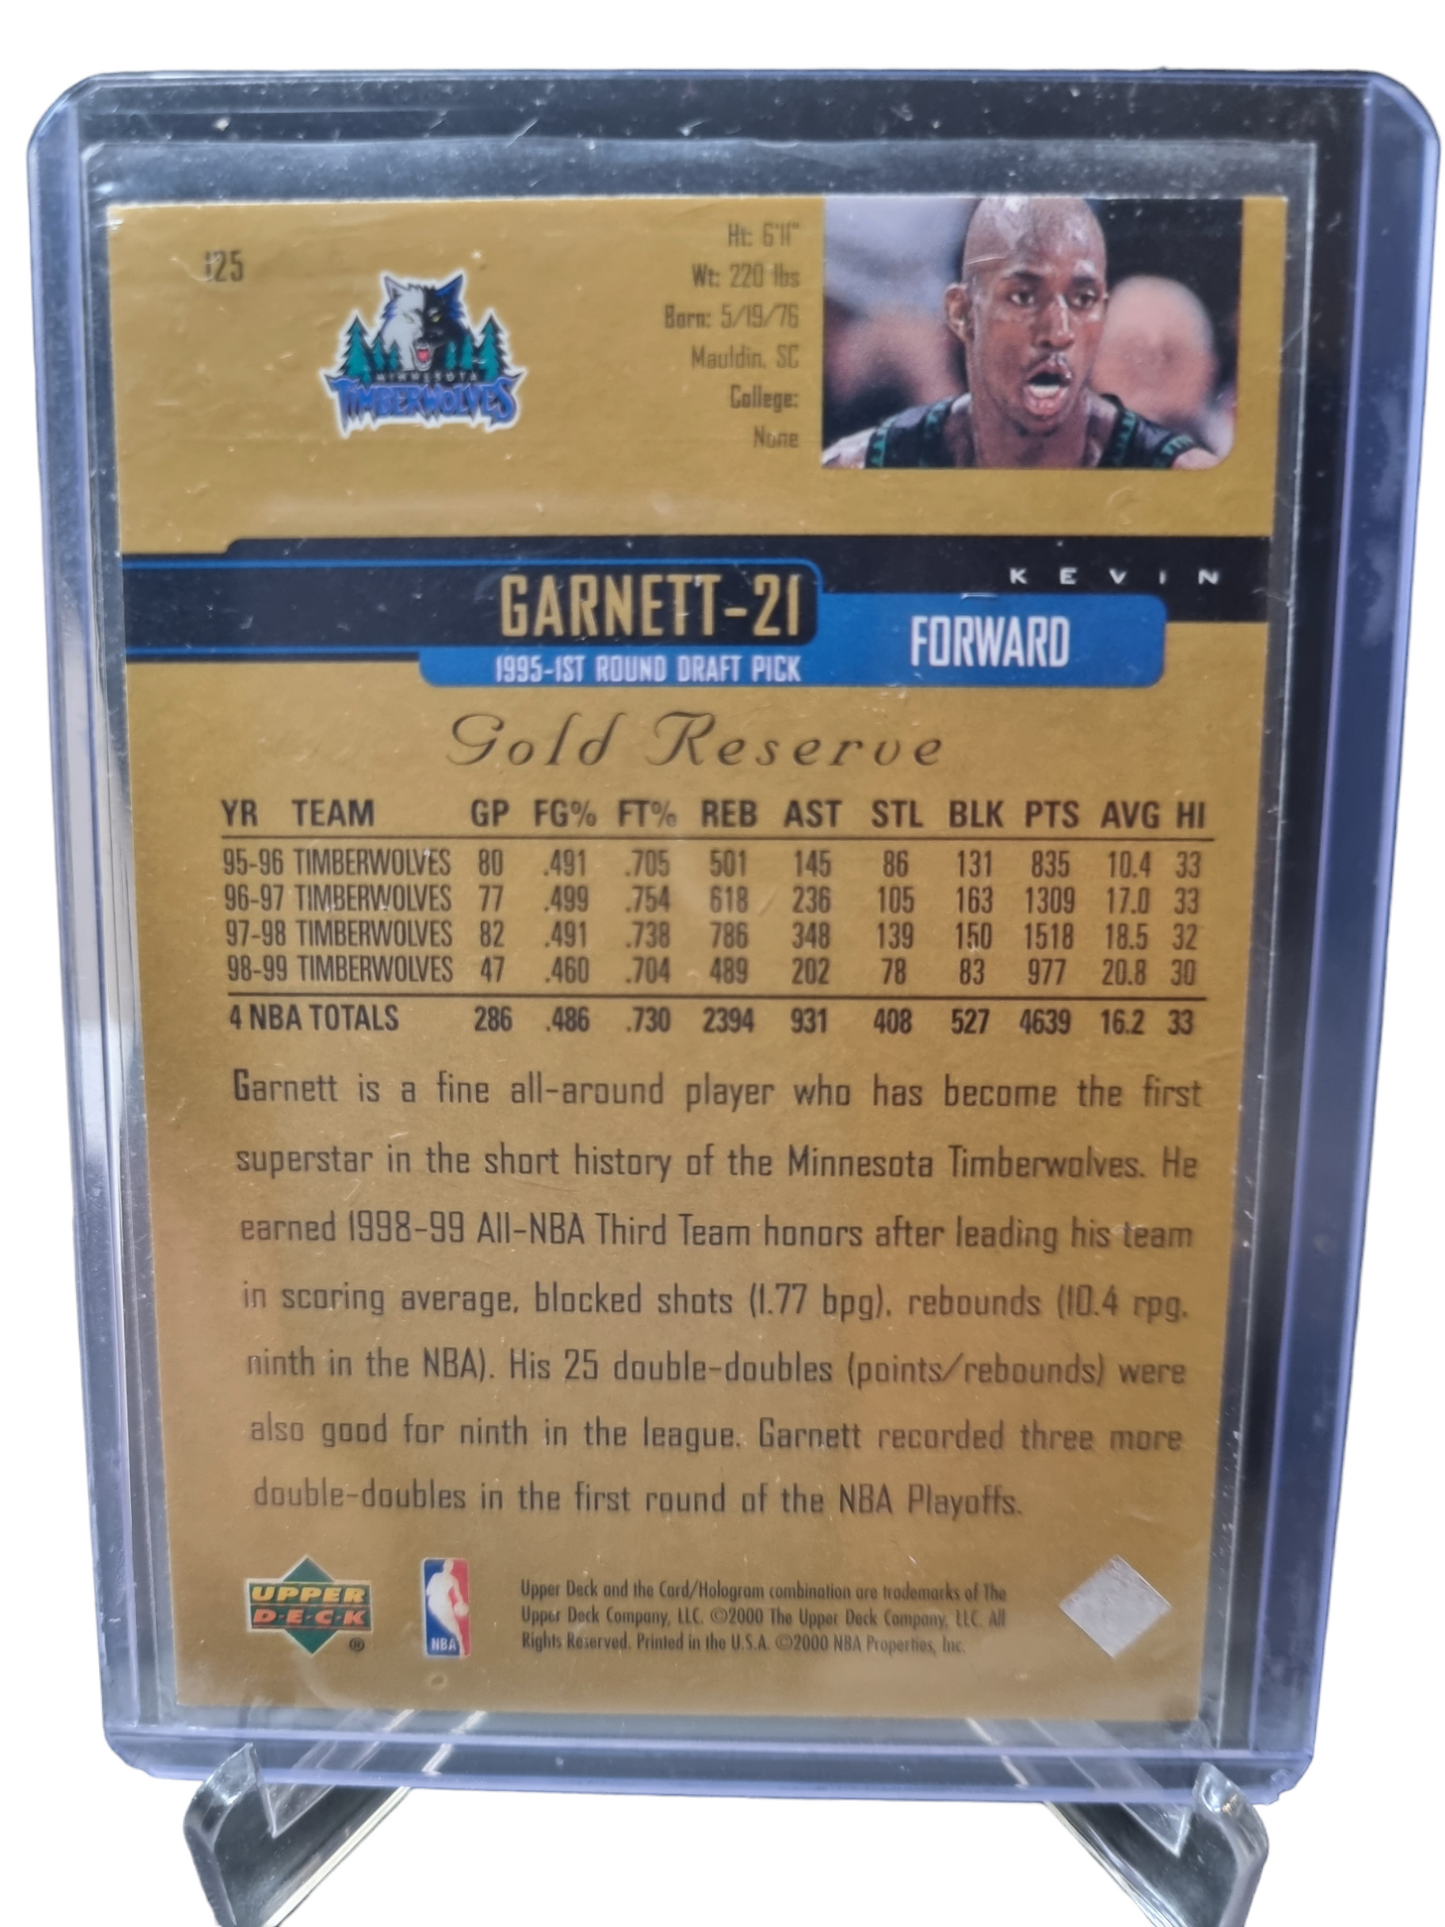 125
MINNESOTA
TIMBERWOLVES
Ht: 6'11"
Wt: 220 lbs
Born: 5/19/76
Mauldin, SC
College:
None
KEVIN
GARNETT-21
FORWARD
1995-1ST ROUND DRAFT PICK
Gold Reserve
YR TEAM GP FG% FT% REB AST STL BLK PTS AVG HI
95-96 TIMBERWOLVES 80 .491 .705 501 145 86 131 835 10.4 33
96-97 TIMBERWOLVES 77 .499 .754 618 236 105 163 1309 17.0 33
97-98 TIMBERWOLVES 82 .491 .738 786 348 139 150 1518 18.5 32
98-99 TIMBERWOLVES 47 .460 .704 489 202 78 83 977 20.8 30
4 NBA TOTALS 286 .486 .730 2394 931 408 527 4639 16.2 33
Garnett is a fine all-around player who has become the first
superstar in the short history of the Minnesota Timberwolves. He
earned 1998-99 All-NBA Third Team honors after leading his team
in scoring average, blocked shots (1.77 bpg), rebounds (10.4 rpg,
ninth in the NBA). His 25 double-doubles (points/rebounds) were
also good for ninth in the league. Garnett recorded three more
double-doubles in the first round of the NBA Playoffs.
UPPER
D·E·C·K
®
NBA
Upper Deck and the Card/Hologram combination are trademarks of The
Upper Deck Company, LLC. ©2000 The Upper Deck Company, LLC. All
Rights Reserved. Printed in the U.S.A. ©2000 NBA Properties, Inc.